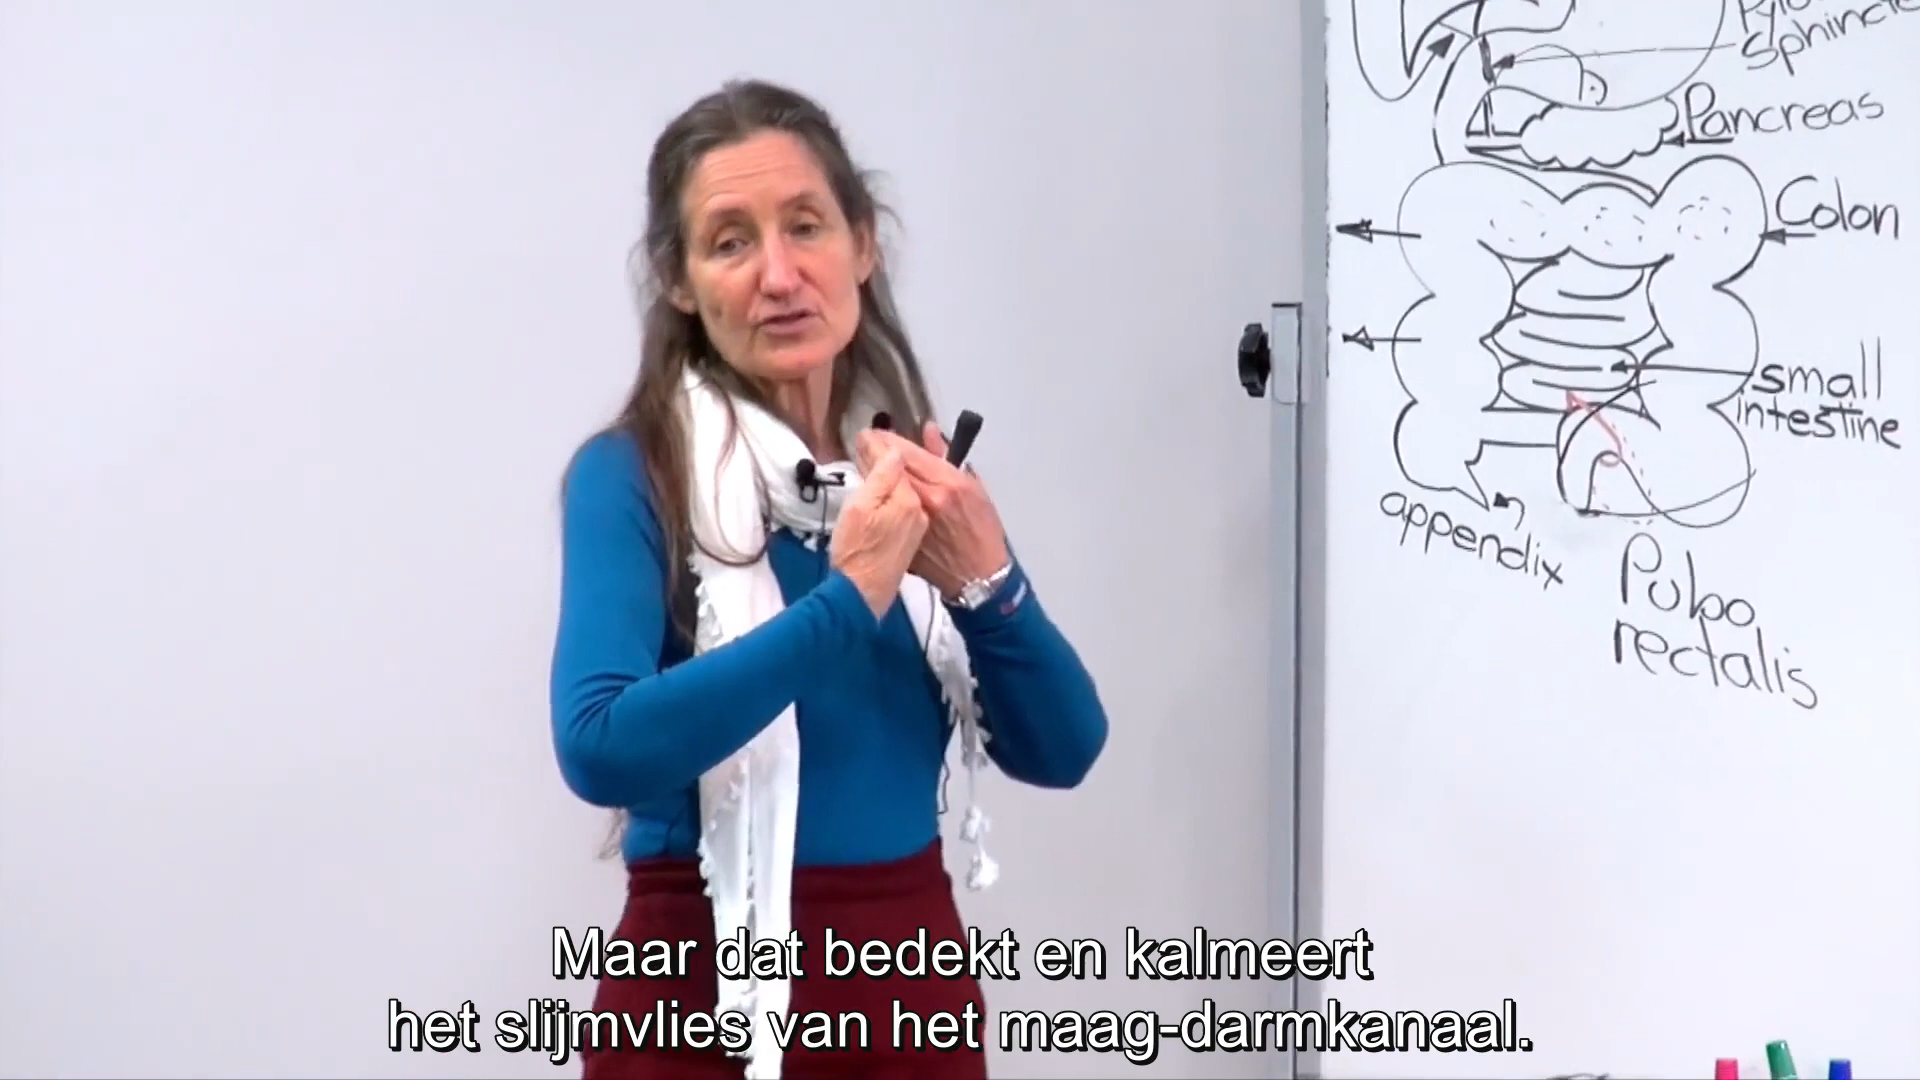 Sphincte
Pancreas
Colon
small
intestine
appendix
Pubo
rectalis
Maar dat bedekt en kalmeert
het slijmvlies van het maag-darmkanaal.